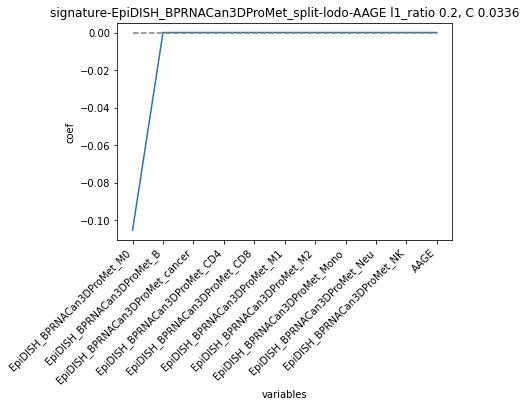 signature-EpiDISH_BPRNACan3DProMet_split-lodo-AAGE l1_ratio 0.2, C 0.0336
0.00
−0.02
−0.04
−0.06
−0.08
−0.10
coef
EpiDISH_BPRNACan3DProMet_M0
EpiDISH_BPRNACan3DProMet_B
EpiDISH_BPRNACan3DProMet_cancer
EpiDISH_BPRNACan3DProMet_CD4
EpiDISH_BPRNACan3DProMet_CD8
EpiDISH_BPRNACan3DProMet_M1
EpiDISH_BPRNACan3DProMet_M2
EpiDISH_BPRNACan3DProMet_Mono
EpiDISH_BPRNACan3DProMet_Neu
EpiDISH_BPRNACan3DProMet_NK
AAGE
variables